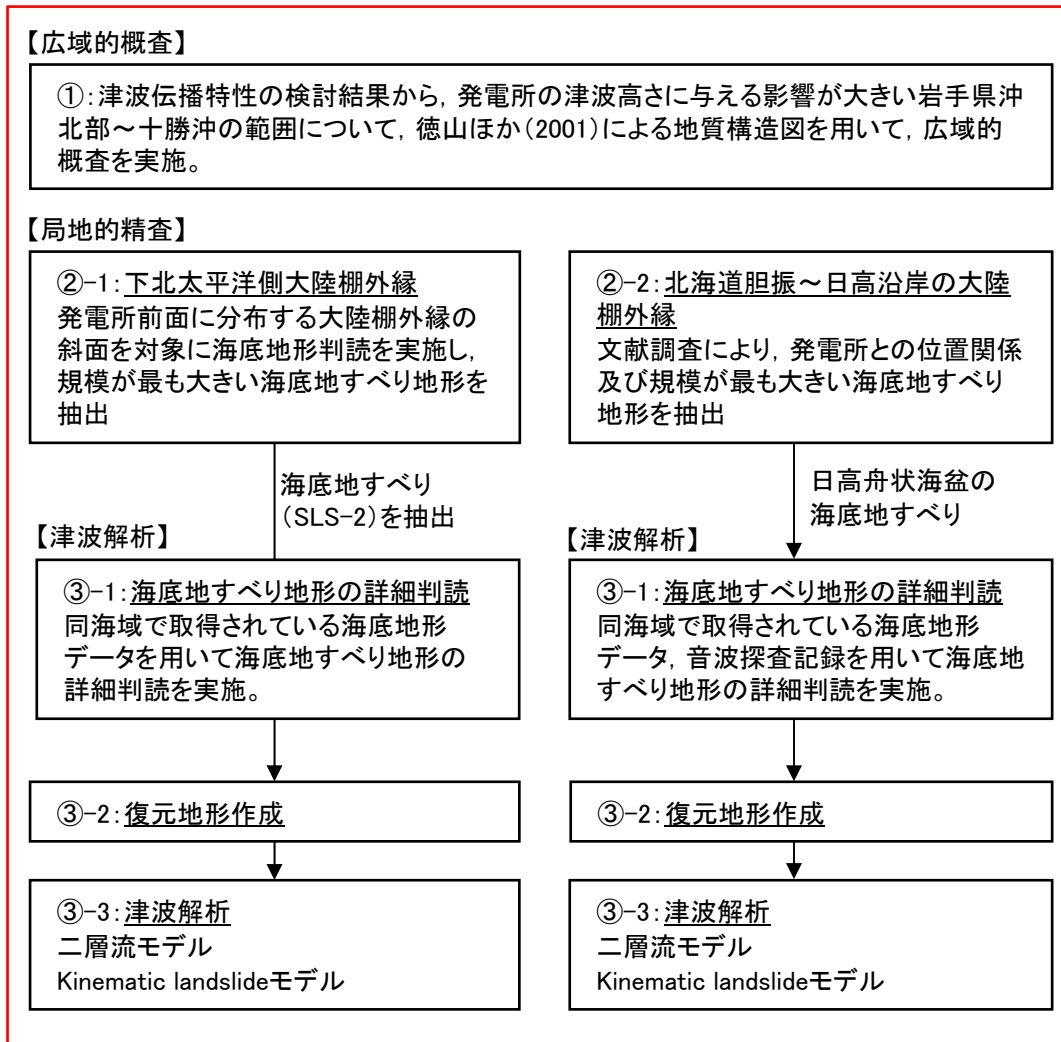 【広域的概査】
①:津波伝播特性の検討結果から,発電所の津波高さに与える影響が大きい岩手県沖
北部～十勝沖の範囲について,徳山ほか(2001)による地質構造図を用いて,広域的
概査を実施。
【局地的精査】
②-1:下北太平洋側大陸棚外縁
発電所前面に分布する大陸棚外縁の
斜面を対象に海底地形判読を実施し,
規模が最も大きい海底地すべり地形を
抽出
海底地すべり
(SLS-2)を抽出
【津波解析】
③-1:海底地すべり地形の詳細判読
同海域で取得されている海底地形
データを用いて海底地すべり地形の
詳細判読を実施。
③-2:復元地形作成
③-3:津波解析
二層流モデル
Kinematic landslideモデル
②-2:北海道胆振～日高沿岸の大陸
棚外縁
文献調査により,発電所との位置関係
及び規模が最も大きい海底地すべり
地形を抽出
日高舟状海盆の
海底地すべり
【津波解析】
③-1:海底地すべり地形の詳細判読
同海域で取得されている海底地形
データ,音波探査記録を用いて海底地
すべり地形の詳細判読を実施。
③-2:復元地形作成
③-3:津波解析
二層流モデル
Kinematic landslideモデル